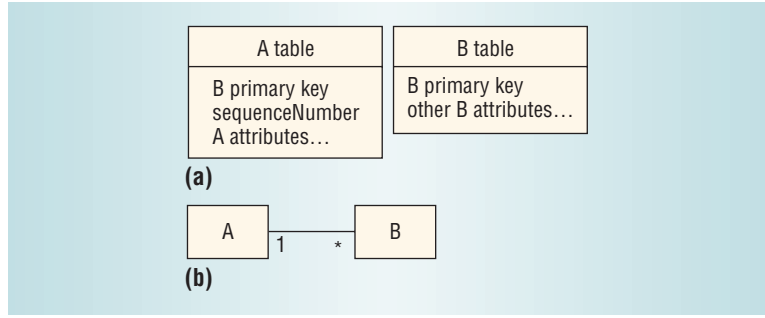 A table
B primary key
sequenceNumber
A attributes…
B table
B primary key
other B attributes…
(a)
A
1
*
B
(b)